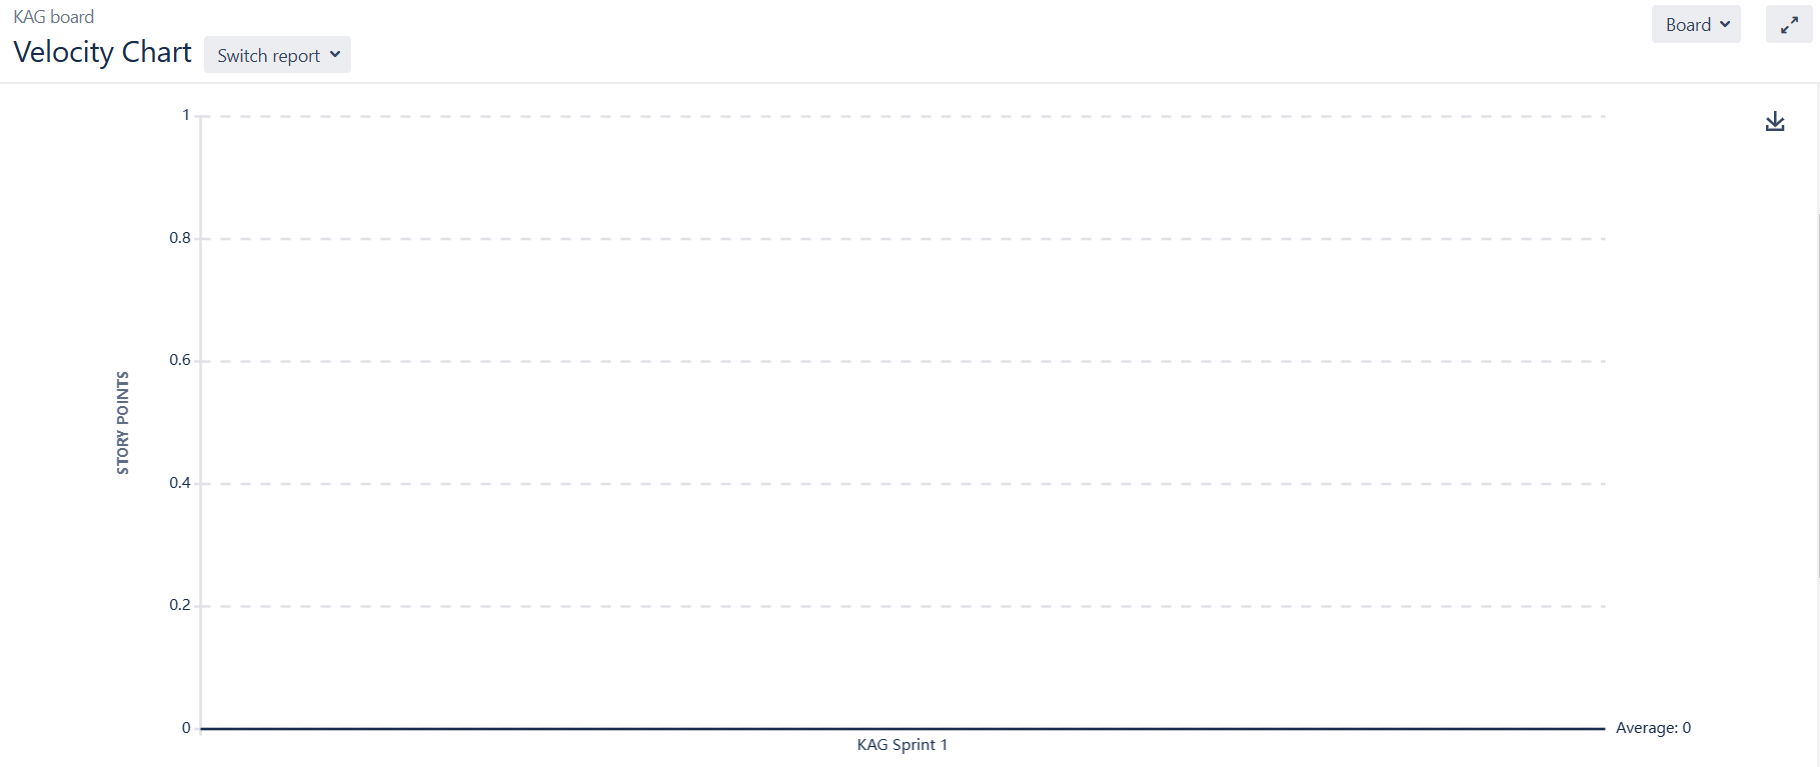 KAG board
Velocity Chart
Switch report
Board
1
0.8
0.6
0.4
0.2
0
STORY POINTS
KAG Sprint 1
Average: 0